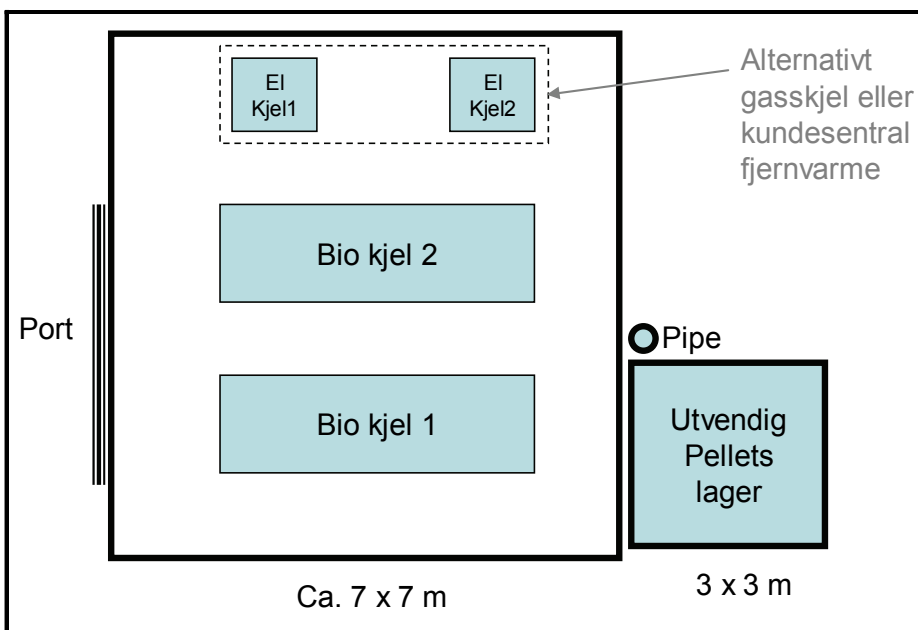 El
Kjel1
El
Kjel2
Alternativt
gasskjel eller
kundesentral
fjernvarme
Bio kjel 2
Port
Pipe
Bio kjel 1
Utvendig
Pellets
lager
Ca. 7 x 7 m
3 x 3 m